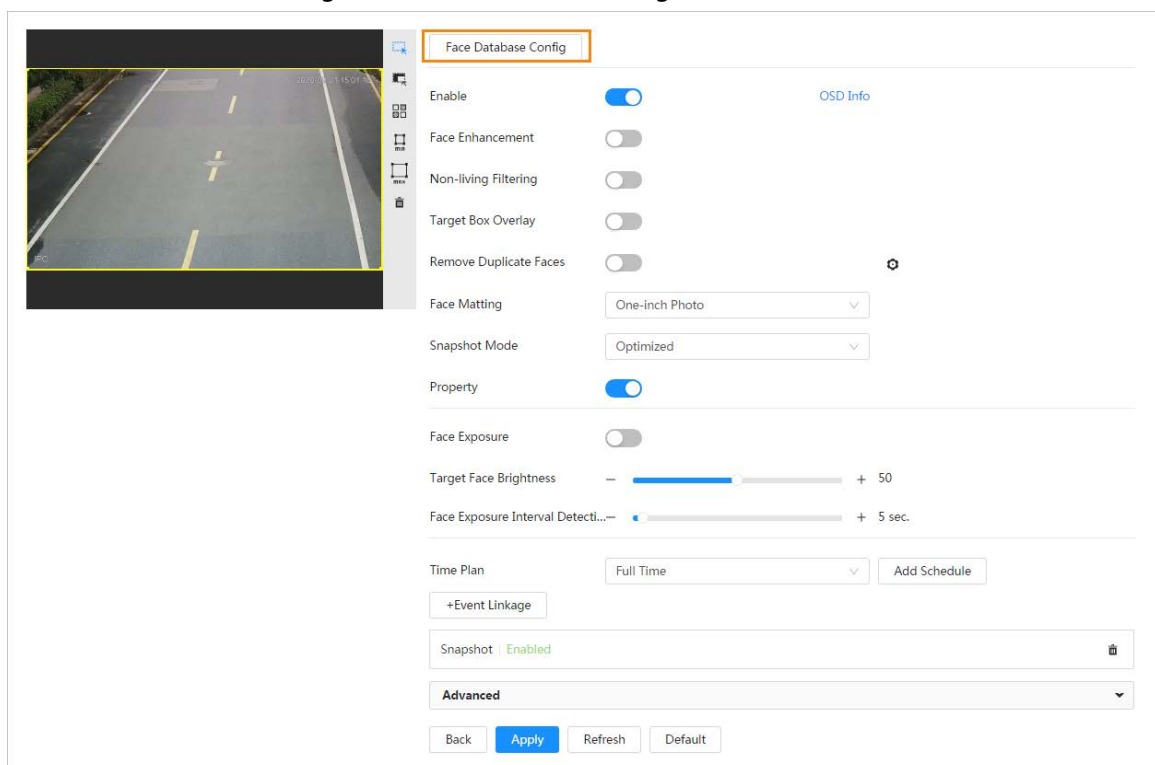 Face Database Config
Enable
OSD Info
Face Enhancement
min
Non-living Filtering
max
Target Box Overlay
IPC
Remove Duplicate Faces
Face Matting
One-inch Photo
Snapshot Mode
Optimized
Property
Face Exposure
Target Face Brightness
− + 50
Face Exposure Interval Detecti...− + 5 sec.
Time Plan
Full Time
Add Schedule
+Event Linkage
Snapshot | Enabled
Advanced
Back Apply Refresh Default